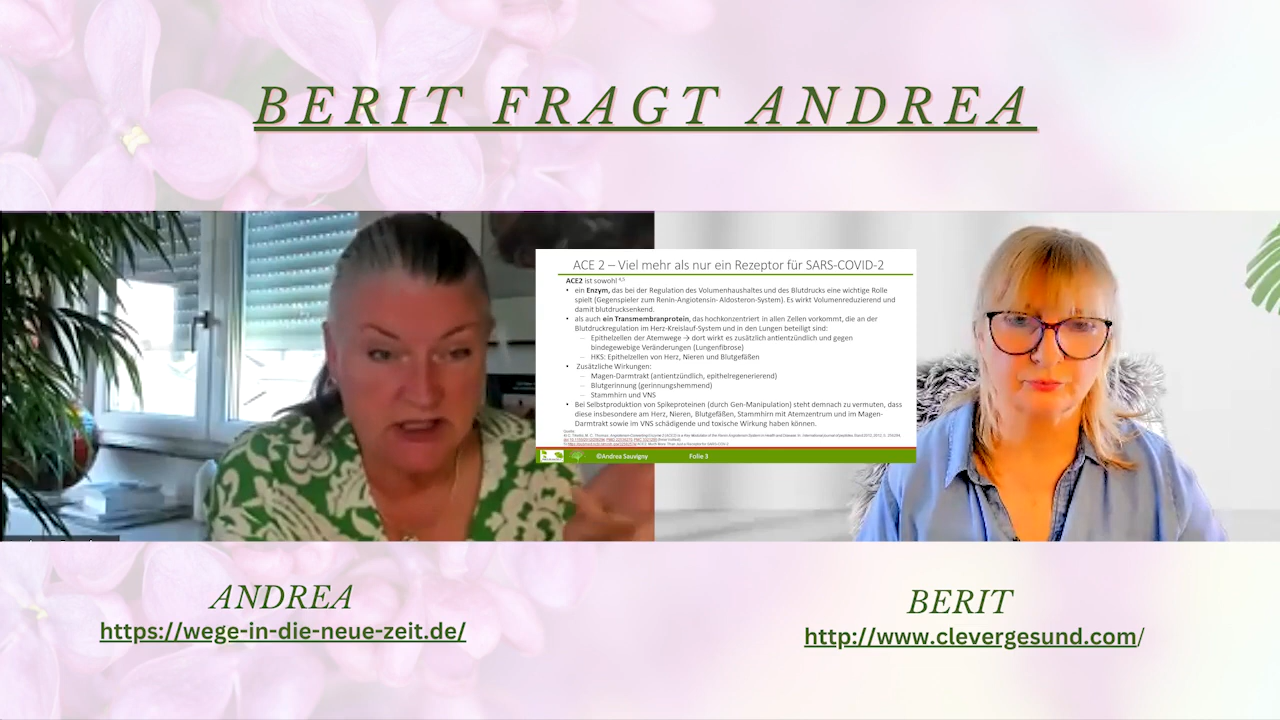 BERIT FRAGT ANDREA
ACE 2 – Viel mehr als nur ein Rezeptor für SARS-COVID-2
ACE2 ist sowohl
• ein Enzym, das bei der Regulation des Volumenhaushaltes und des Blutdrucks eine wichtige Rolle
spielt (Gegenspieler zum Renin-Angiotensin- Aldosteron-System). Es wirkt Volumenreduzierend und
damit blutdrucksenkend.
• als auch ein Transmembranprotein, das hochkonzentriert in allen Zellen vorkommt, die an der
Blutdruckregulation im Herz-Kreislauf-System und in den Lungen beteiligt sind:
– Epithelzellen der Atemwege → dort wirkt es zusätzlich antientzündlich und gegen
bindegewebige Veränderungen (Lungenfibrose)
– HKS: Epithelzellen von Herz, Nieren und Blutgefäßen
• Zusätzliche Wirkungen:
– Magen-Darmtrakt (antientzündlich, epithelregenerierend)
– Blutgerinnung (gerinnungshemmend)
– Stammhirn und VNS
• Bei Selbstproduktion von Spikeproteinen (durch Gen-Manipulation) steht demnach zu vermuten, dass
diese insbesondere am Herz, Nieren, Blutgefäßen, Stammhirn mit Atemzentrum und im Magen-
Darmtrakt sowie im VNS schädigende und toxische Wirkung haben können.
©Andrea Sauvigny Folie 3
ANDREA
https://wege-in-die-neue-zeit.de/
BERIT
http://www.clevergesund.com/